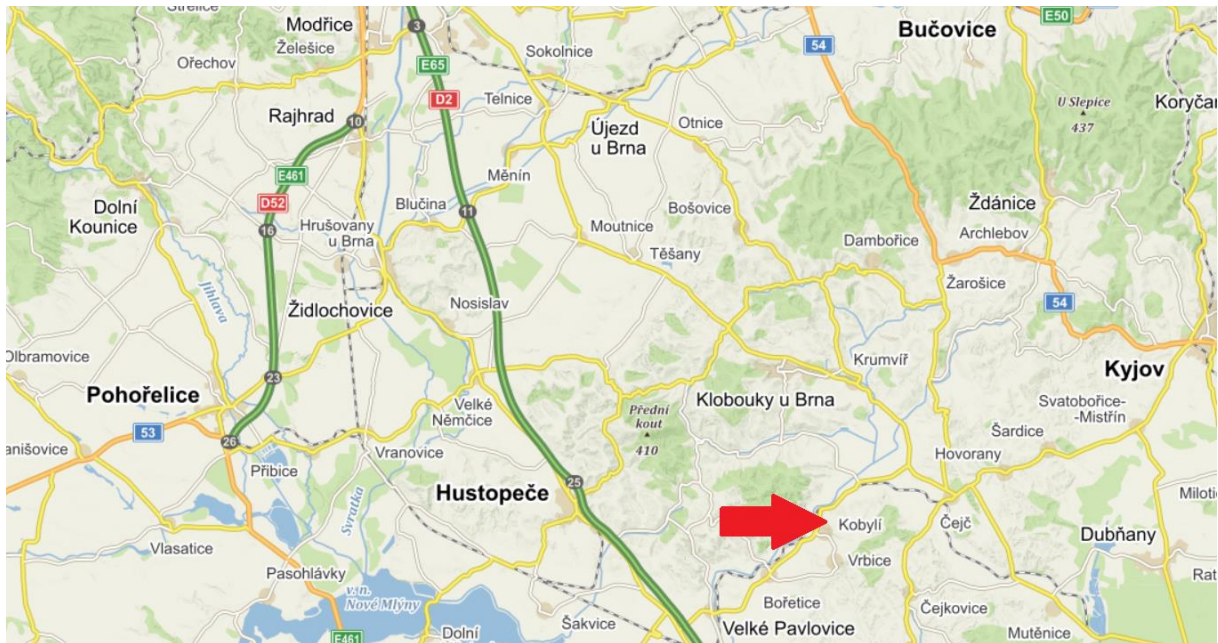 Střelice
Modřice
3
54
Bučovice
E50
Želešice
Sokolnice
Ořechov
E65
D2
Telnice
U Slepice
437
Koryčan
Rajhrad
10
Újezd
u Brna
Otnice
E461
Měnín
D52
Dolní
Kounice
16
Blučina
11
Hrušovany
u Brna
Moutnice
Bošovice
Ždánice
Archlebov
Dambořice
Těšany
Jihlava
Židlochovice
Nosislav
Žarošice
54
Olbramovice
23
Krumvíř
Kyjov
Pohořelice
Velké
Němčice
Přední
kout
410
Klobouky u Brna
Svatobořice-
-Mistřín
53
26
anišovice
Přibice
Vranovice
Šardice
Hovorany
Hustopeče
25
Svratka
Kobylí
Čejč
Milotic
Dubňany
Vlasatice
Vrbice
Pasohlávky
v. n.
Nové Mlýny
Bořetice
Rat
Šakvice
Čejkovice
E461
Dolní
Velké Pavlovice
Mutěnice